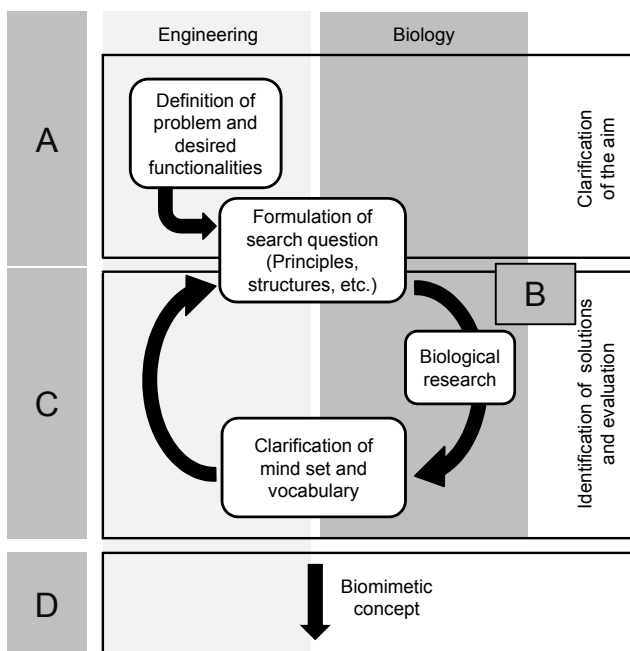 Engineering
Biology
A
Definition of
problem and
desired
functionalities
Clarification
of the aim
Formulation of
search question
(Principles,
structures, etc.)
B
C
Biological
research
Identification of solutions
and evaluation
Clarification of
mind set and
vocabulary
D
Biomimetic
concept